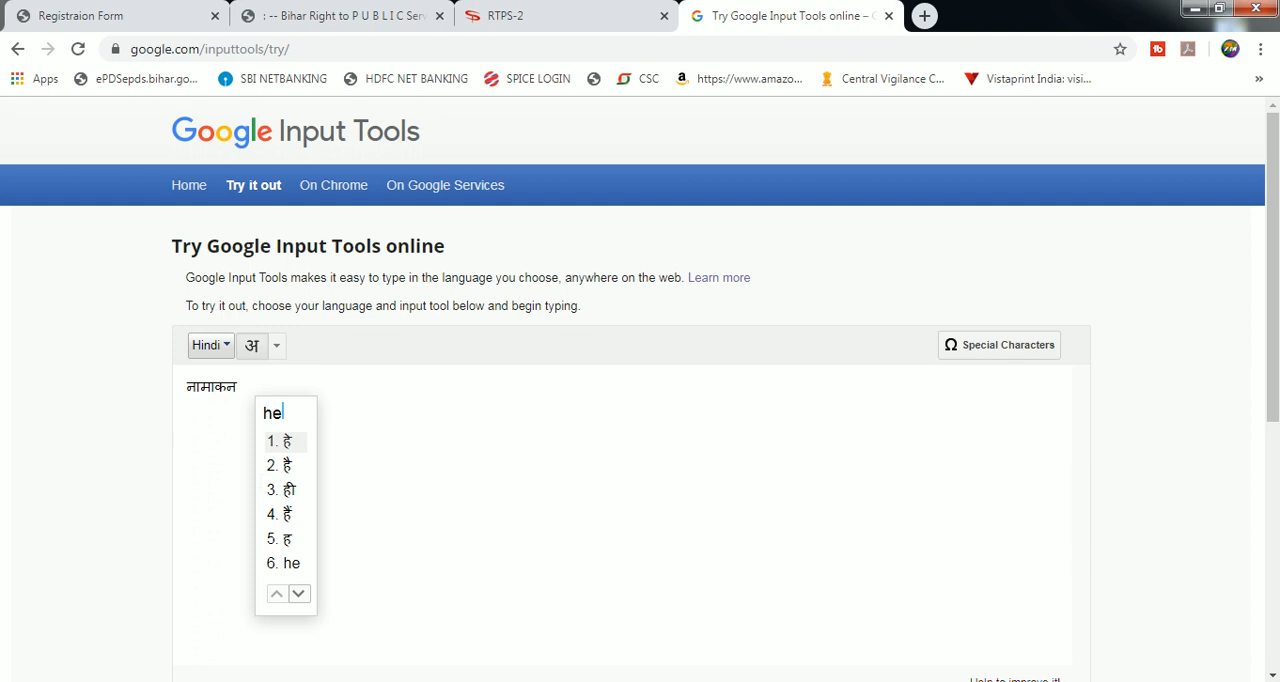 Registraion Form
: -- Bihar Right to P U B L I C Serv
RTPS-2
Try Google Input Tools online –
google.com/inputtools/try/
Apps
ePDSepds.bihar.go...
SBI NETBANKING
HDFC NET BANKING
SPICE LOGIN
CSC
https://www.amazo...
Central Vigilance C...
Vistaprint India: visi...
»
Google Input Tools
Home
Try it out
On Chrome
On Google Services
Try Google Input Tools online
Google Input Tools makes it easy to type in the language you choose, anywhere on the web. Learn more
To try it out, choose your language and input tool below and begin typing.
Hindi
अ
Ω Special Characters
नामाकन
he
1. हे
2. है
3. ही
4. हैं
5. ह
6. he
Help to improve it!